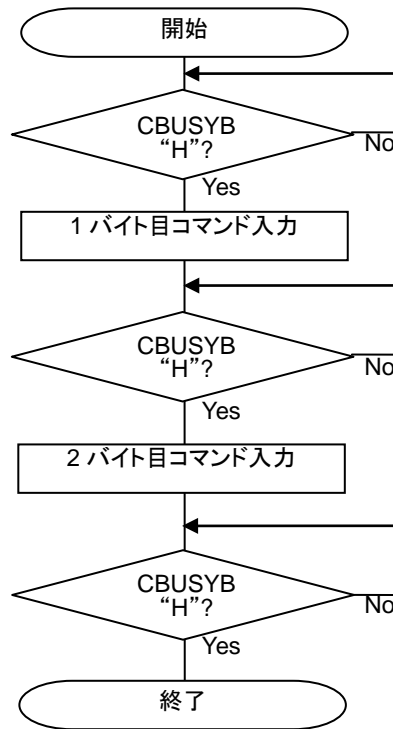 開始
CBUSYB
“H”?
No
Yes
1 バイト目コマンド入力
CBUSYB
“H”?
No
Yes
2 バイト目コマンド入力
CBUSYB
“H”?
No
Yes
終了